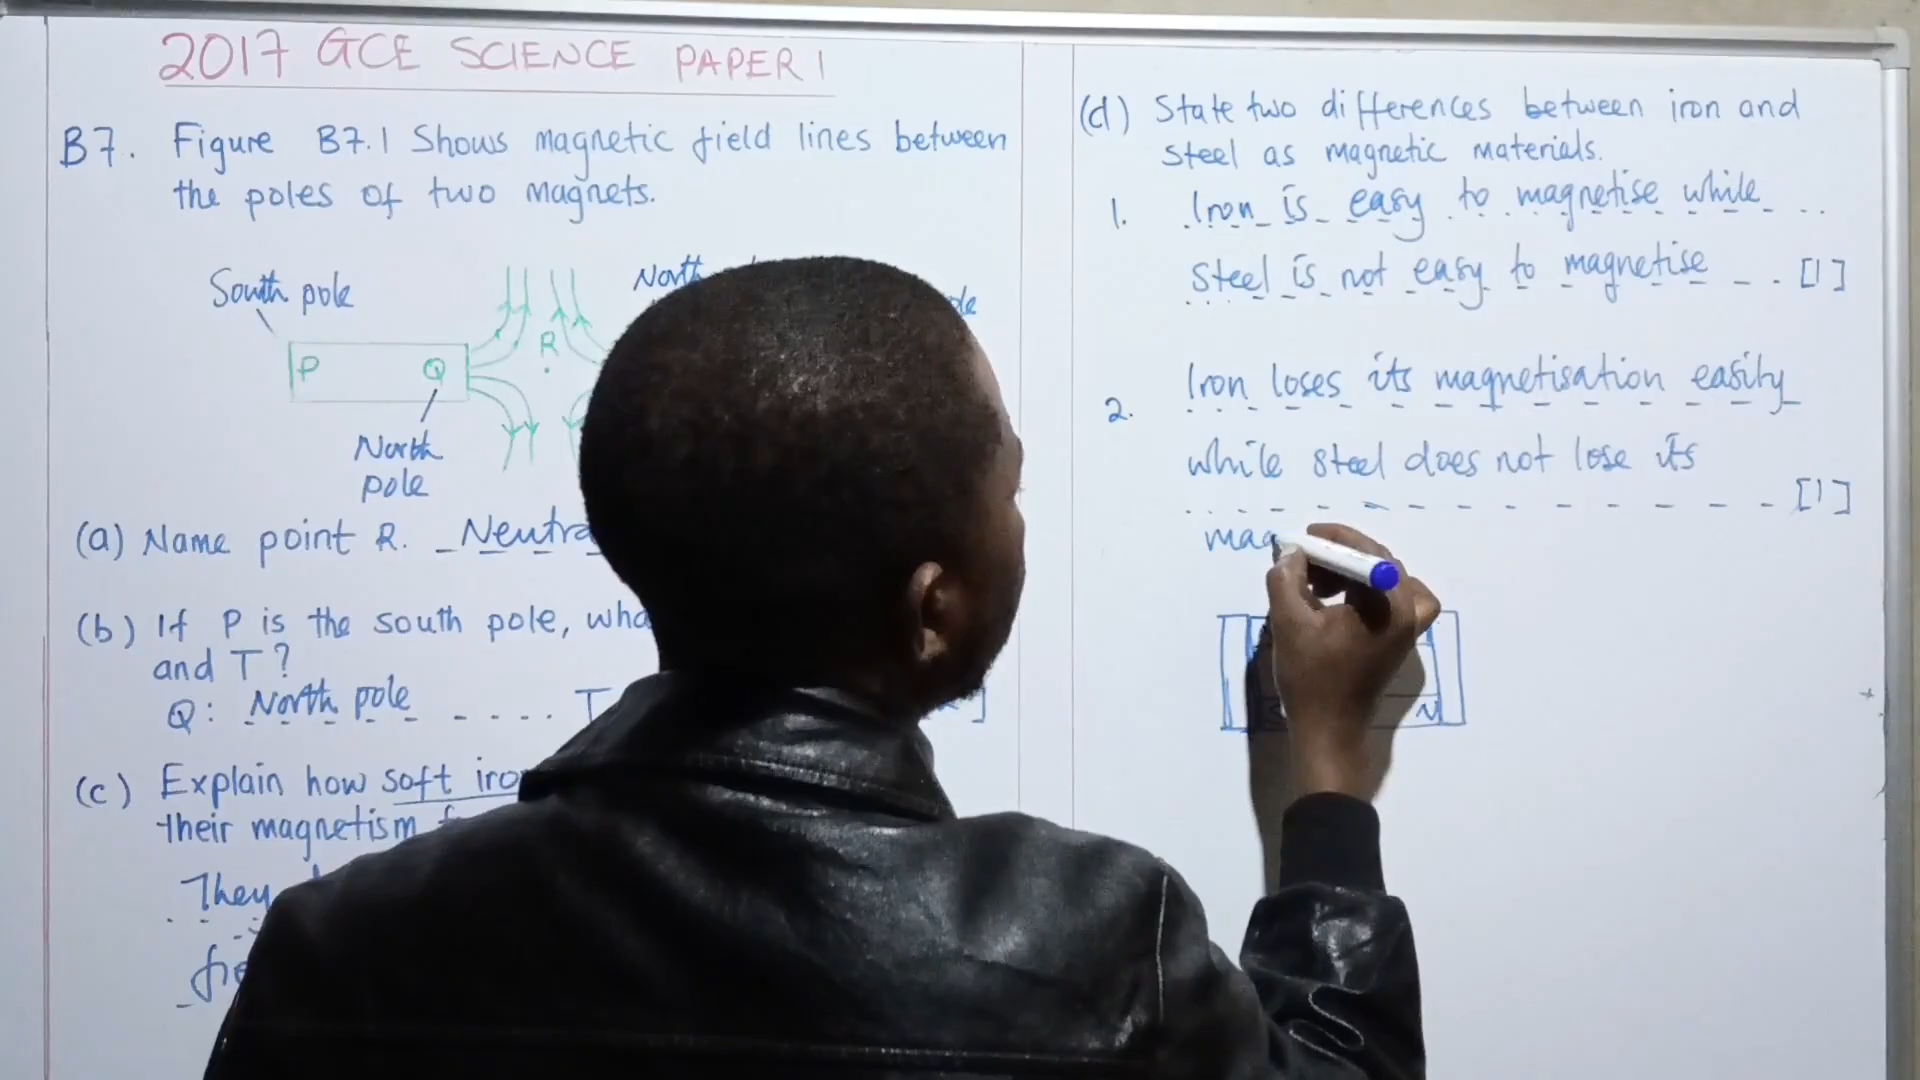 2017 GCE SCIENCE PAPER 1
B7. Figure B7.1 Shows magnetic field lines between
the poles of two magnets.
South pole
North
P
Q
R
North
pole
(a) Name point R.
(b) If P is the south pole,
and T?
Q: North pole T
(c) Explain how soft
their magnetism
They
(d) State two differences between iron and
steel as magnetic materials.
1. Iron is easy to magnetise while
steel is not easy to magnetise [1]
2. Iron loses its magnetisation easily
while steel does not lose its
[1]
mag
N